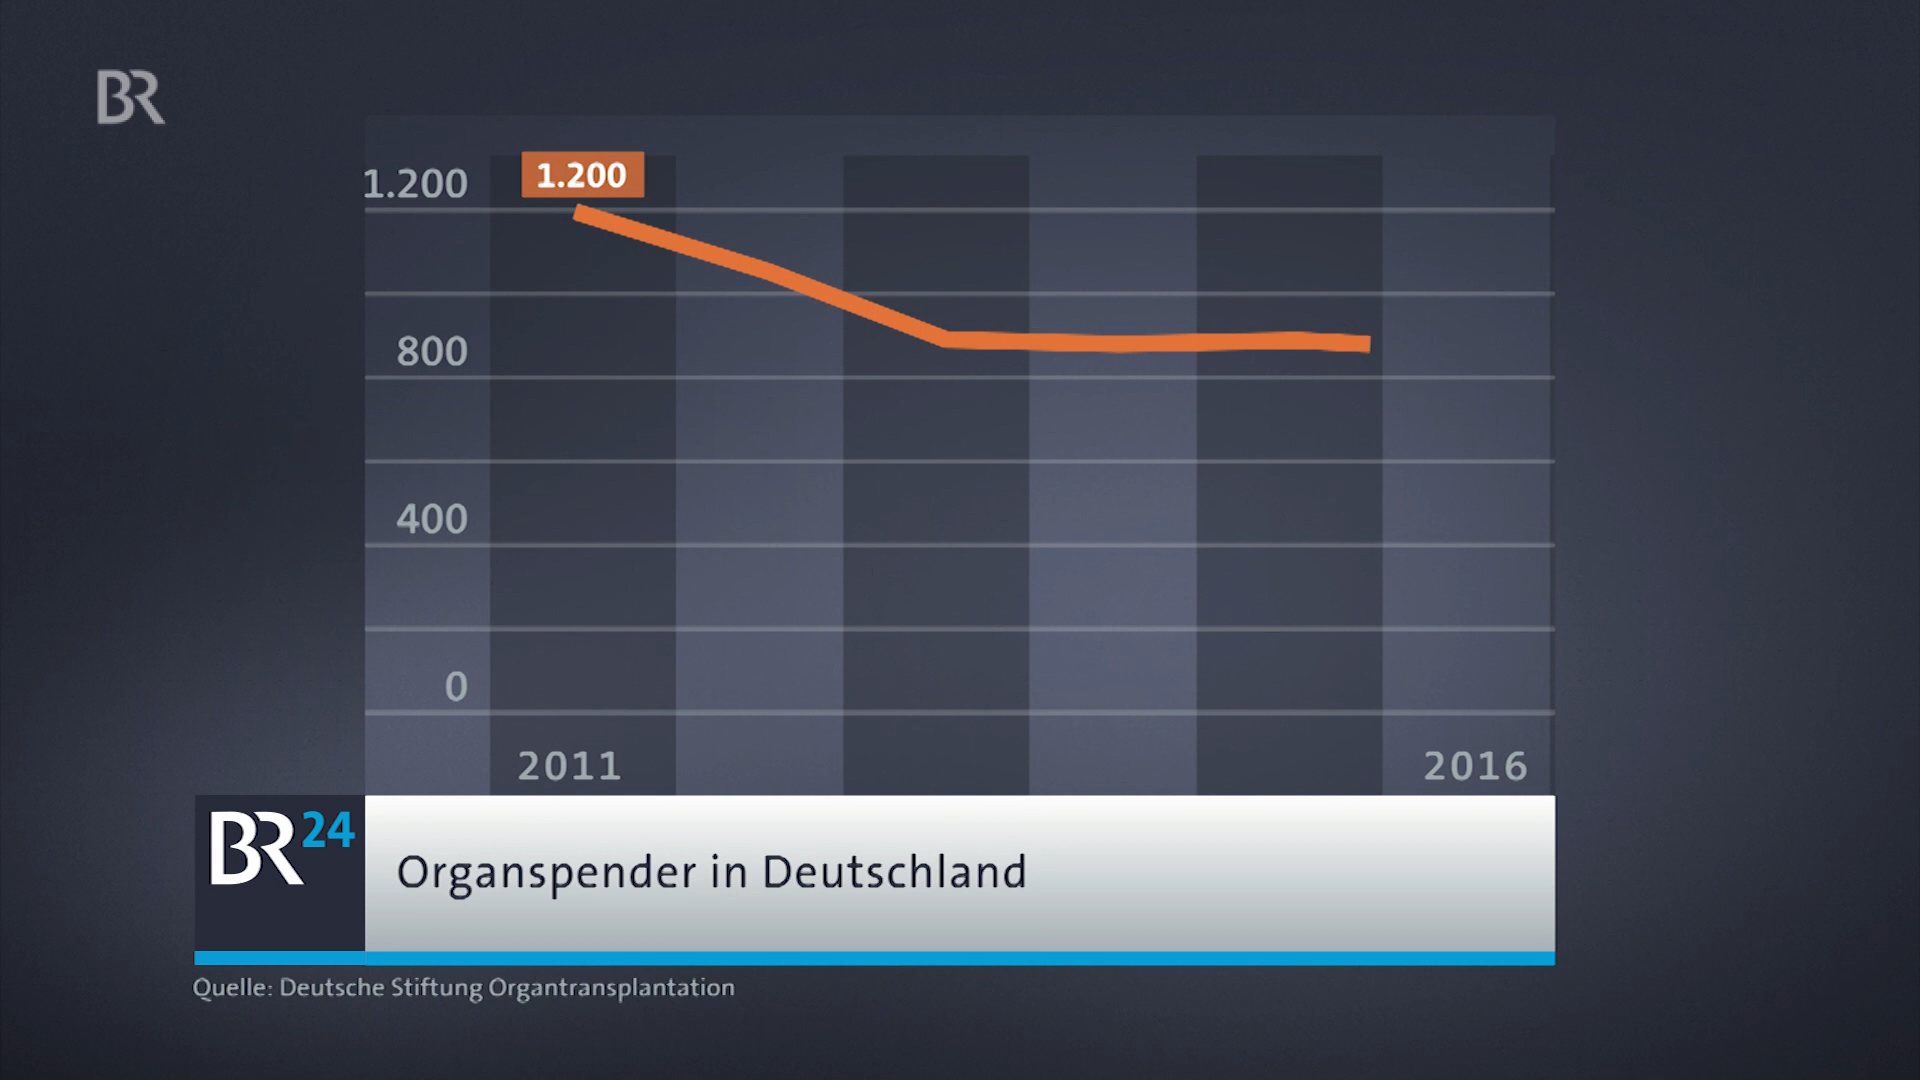 BR
1.200
1.200
800
400
0
2011
2016
BR24
Organspender in Deutschland
Quelle: Deutsche Stiftung Organtransplantation